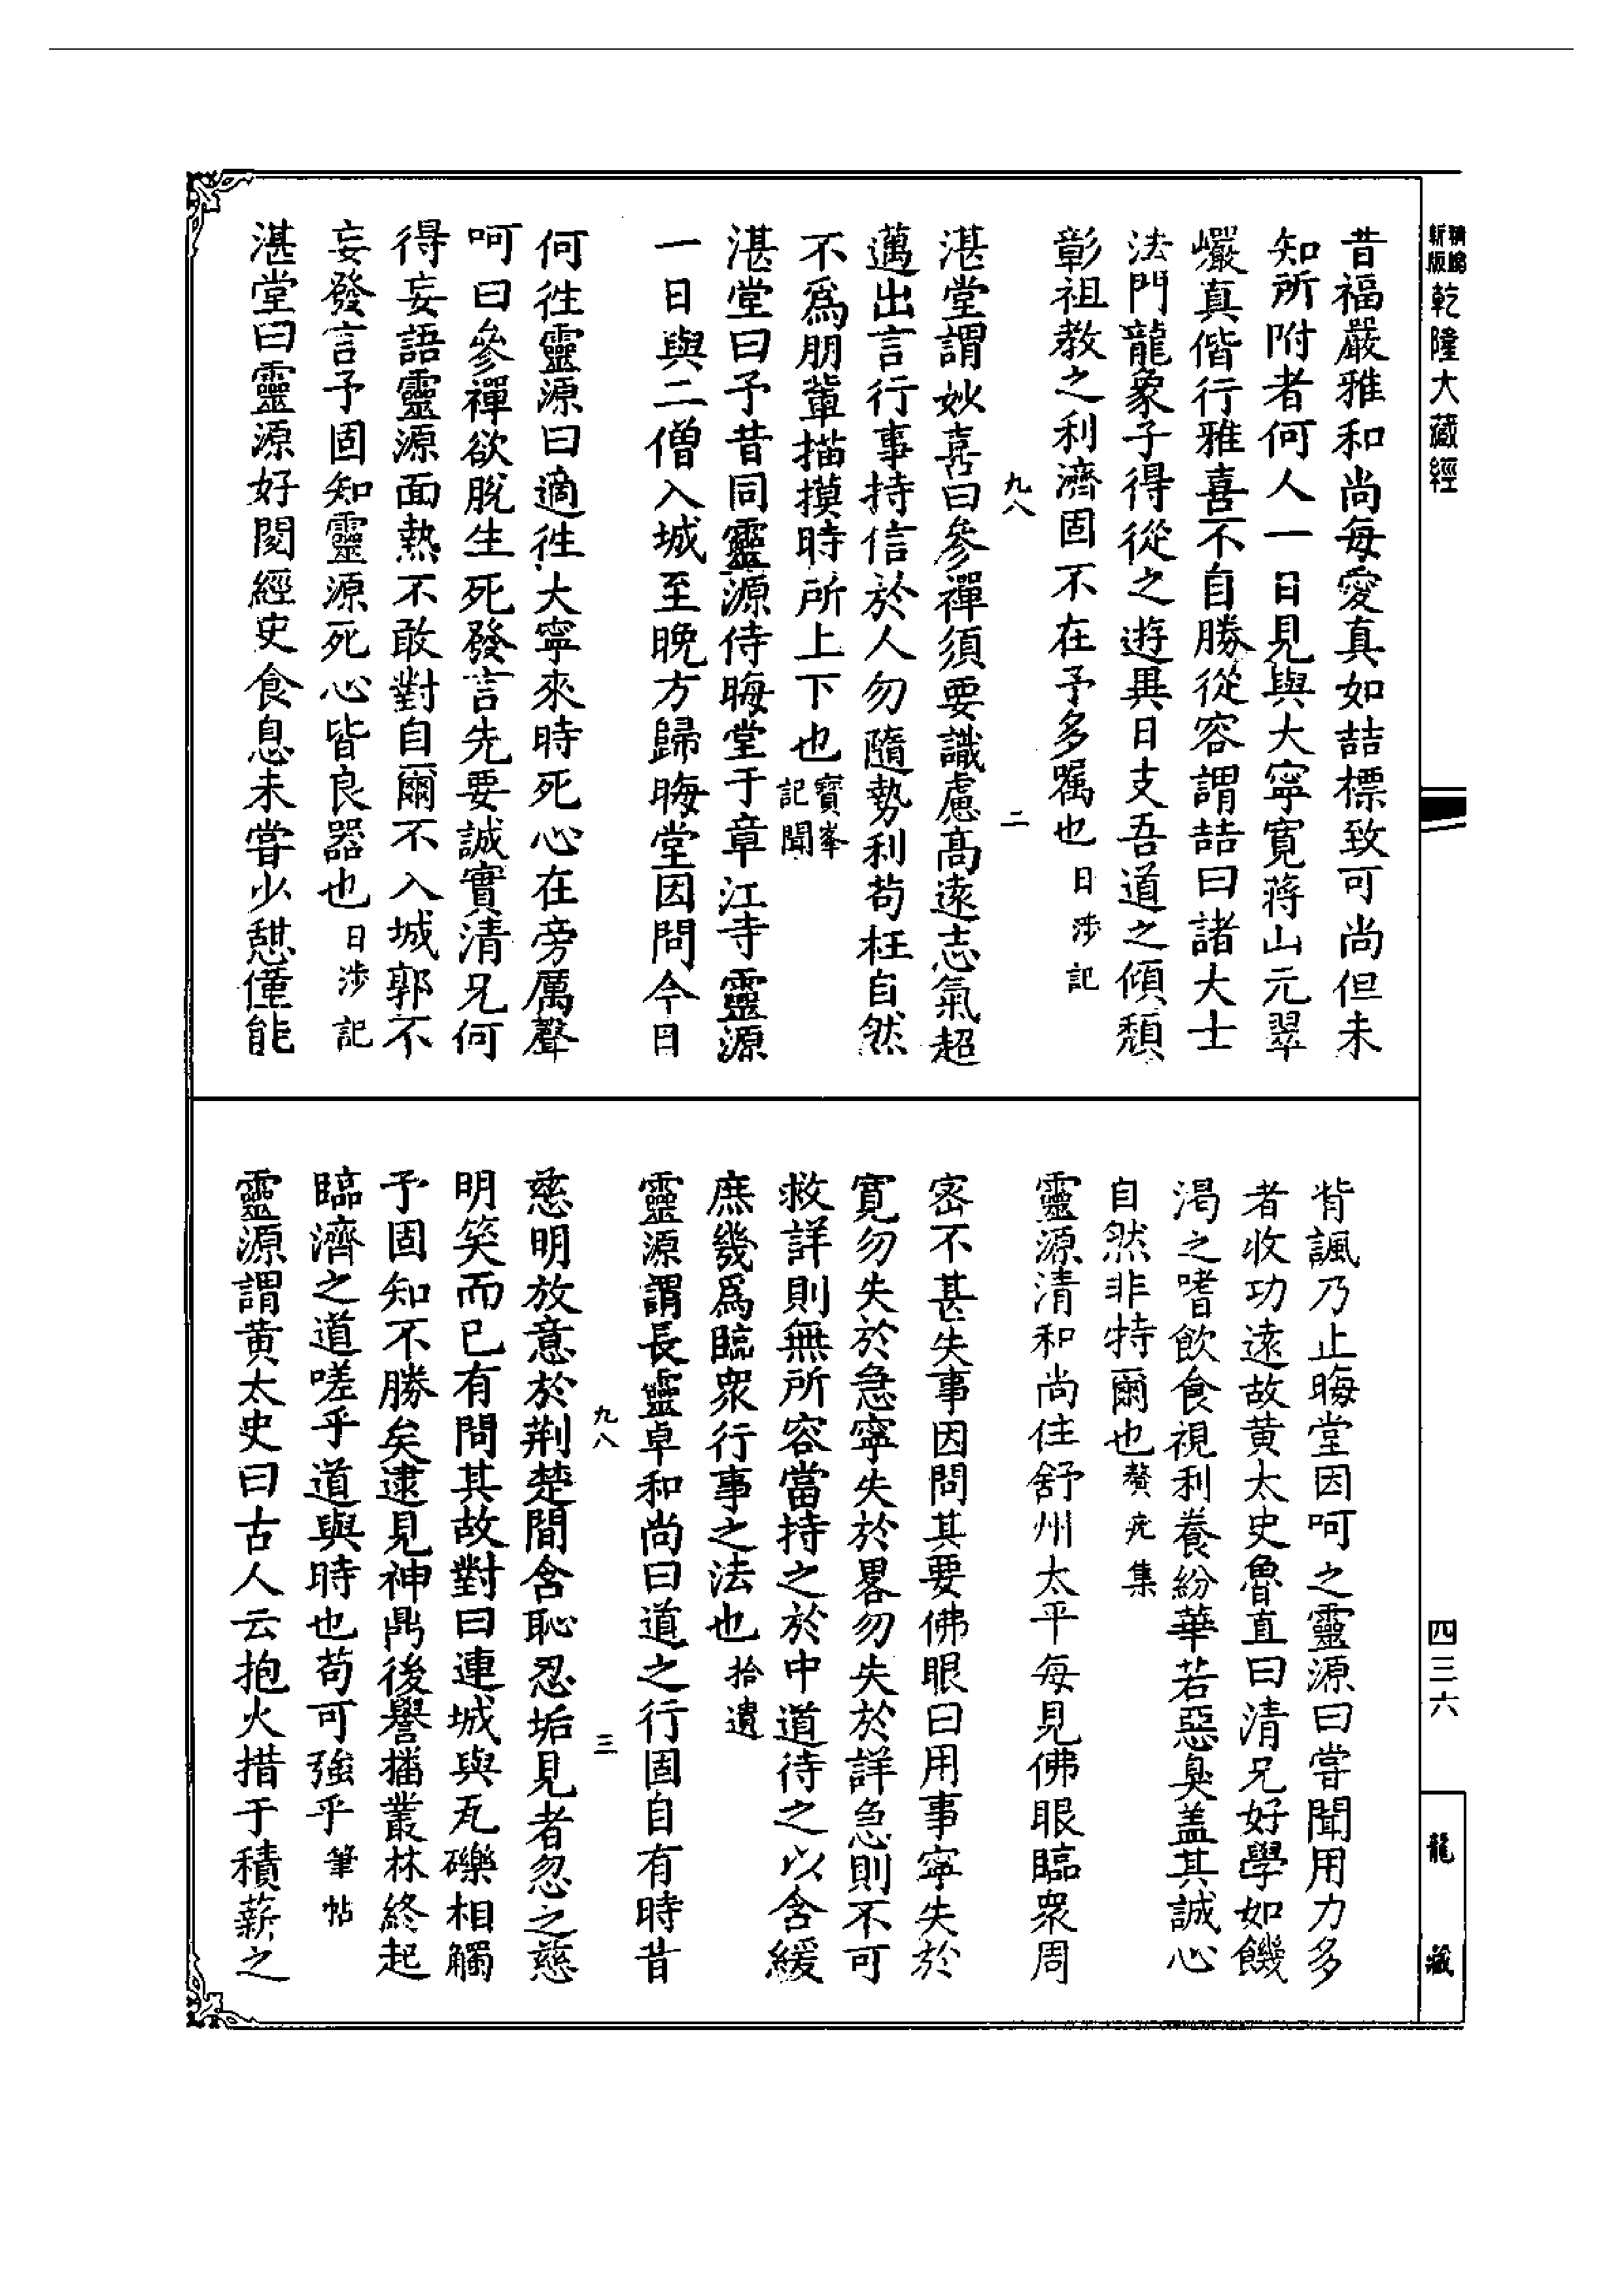 精縮
新版
乾隆大藏經
四三六
龍藏
昔福嚴雅和尚每愛真如喆標致可尚但未
知所附者何人一日見與大寧寬蔣山元翠
巖真偕行雅喜不自勝從容謂喆曰諸大士
法門龍象子得從之遊異日支吾道之傾頹
彰祖教之利濟固不在予多囑也日涉記
九八 二
湛堂謂妙喜曰參禪須要識慮高遠志氣超
邁出言行事持信於人勿隨勢利苟枉自然
不為朋輩描摸時所上下也寶峯記聞
湛堂曰予昔同靈源侍晦堂于章江寺靈源
一日與二僧入城至晚方歸晦堂因問今日
何徃靈源曰適徃大寧來時死心在旁厲聲
呵曰參禪欲脫生死發言先要誠實清兄何
得妄語靈源面熱不敢對自爾不入城郭不
妄發言予固知靈源死心皆良器也日涉記
湛堂曰靈源好閱經史食息未嘗少憇僅能
背諷乃止晦堂因呵之靈源曰嘗聞用力多
者收功遠故黃太史魯直曰清兄好學如饑
渴之嗜飲食視利養紛華若惡臭蓋其誠心
自然非特爾也贅疣集
靈源清和尚住舒州太平每見佛眼臨眾周
密不甚失事因問其要佛眼曰用事寧失於
寬勿失於急寧失於畧勿失於詳急則不可
救詳則無所容當持之於中道待之以含緩
庶幾為臨眾行事之法也拾遺
靈源謂長靈卓和尚曰道之行固自有時昔
九八 三
慈明放意於荊楚間含恥忍垢見者忽之慈
明笑而已有問其故對曰連城與瓦礫相觸
予固知不勝矣逮見神鼎後譽播叢林終起
臨濟之道嗟乎道與時也苟可強乎筆帖
靈源謂黃太史曰古人云抱火措于積薪之